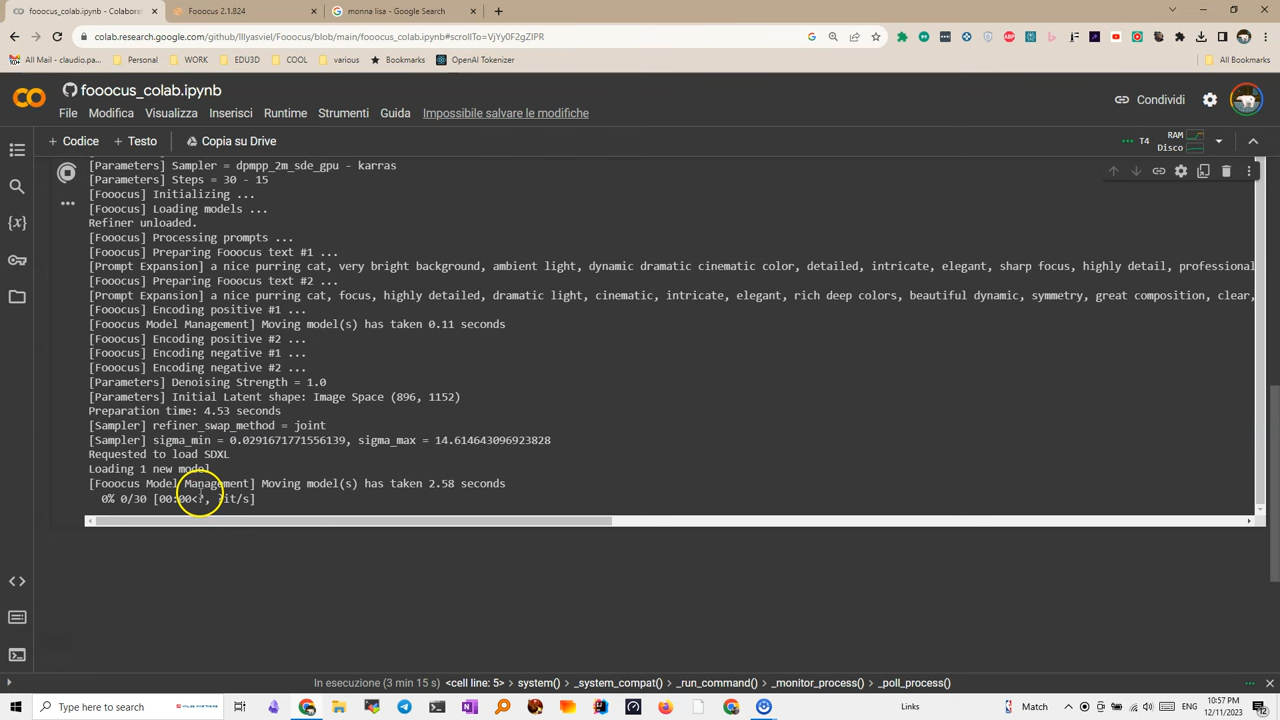 fooocus_colab.ipynb - Colabora
Fooocus 2.1.824
monna lisa - Google Search
colab.research.google.com/github/lllyasviel/Fooocus/blob/main/fooocus_colab.ipynb#scrollTo=VjYy0F2gZIPR
All Mail - claudio.pa...
Personal
WORK
EDU3D
COOL
various
Bookmarks
OpenAI Tokenizer
All Bookmarks
fooocus_colab.ipynb
Condividi
File Modifica Visualizza Inserisci Runtime Strumenti Guida Impossibile salvare le modifiche
+ Codice + Testo Copia su Drive
T4 RAM
Disco
[Parameters] Sampler = dpmpp_2m_sde_gpu - karras
[Parameters] Steps = 30 - 15
[Fooocus] Initializing ...
[Fooocus] Loading models ...
Refiner unloaded.
[Fooocus] Processing prompts ...
[Fooocus] Preparing Fooocus text #1 ...
[Prompt Expansion] a nice purring cat, very bright background, ambient light, dynamic dramatic cinematic color, detailed, intricate, elegant, sharp focus, highly detail, professional
[Fooocus] Preparing Fooocus text #2 ...
[Prompt Expansion] a nice purring cat, focus, highly detailed, dramatic light, cinematic, intricate, elegant, rich deep colors, beautiful dynamic, symmetry, great composition, clear,
[Fooocus] Encoding positive #1 ...
[Fooocus Model Management] Moving model(s) has taken 0.11 seconds
[Fooocus] Encoding positive #2 ...
[Fooocus] Encoding negative #1 ...
[Fooocus] Encoding negative #2 ...
[Parameters] Denoising Strength = 1.0
[Parameters] Initial Latent shape: Image Space (896, 1152)
Preparation time: 4.53 seconds
[Sampler] refiner_swap_method = joint
[Sampler] sigma_min = 0.0291671771556139, sigma_max = 14.614643096923828
Requested to load SDXL
Loading 1 new model
[Fooocus Model Management] Moving model(s) has taken 2.58 seconds
0% 0/30 [00:00<?, ?it/s]
In esecuzione (3 min 15 s) <cell line: 5> system() _system_compat() _run_command() _monitor_process() _poll_process()
Type here to search
Links
Match
10:57 PM
12/11/2023